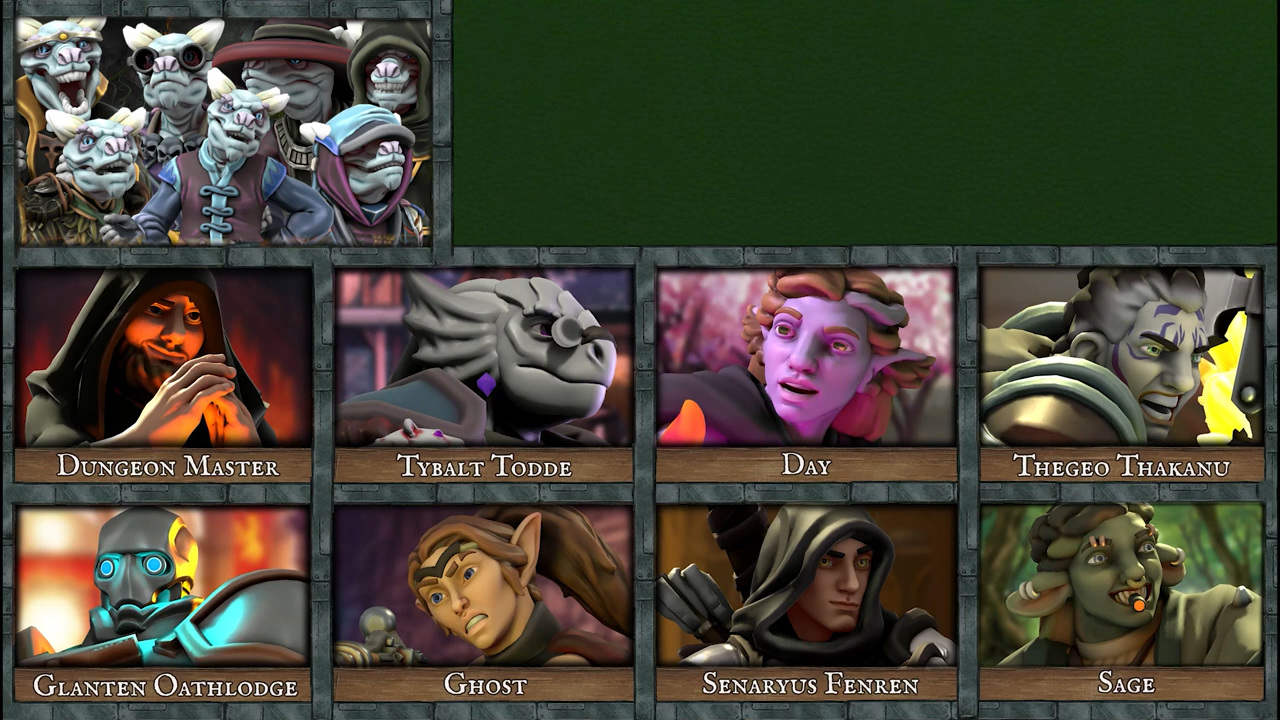 Dungeon Master
Tybalt Todde
Day
Thegeo Thakanu
Glanten Oathlodge
Ghost
Senaryus Fenren
Sage